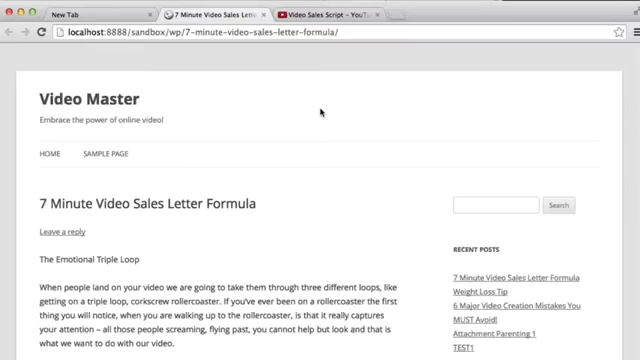 New Tab
7 Minute Video Sales Lette
Video Sales Script – YouT
localhost:8888/sandbox/wp/7-minute-video-sales-letter-formula/
Video Master
Embrace the power of online video!
HOME
SAMPLE PAGE
7 Minute Video Sales Letter Formula
Search
Leave a reply
RECENT POSTS
The Emotional Triple Loop
When people land on your video we are going to take them through three different loops, like
getting on a triple loop, corkscrew rollercoaster. If you've ever been on a rollercoaster the first
thing you will notice, when you are walking up to the rollercoaster, is that it really captures
your attention – all those people screaming, flying past, you cannot help but look and that is
what we want to do with our video.
7 Minute Video Sales Letter Formula
Weight Loss Tip
6 Major Video Creation Mistakes You
MUST Avoid!
Attachment Parenting 1
TEST1